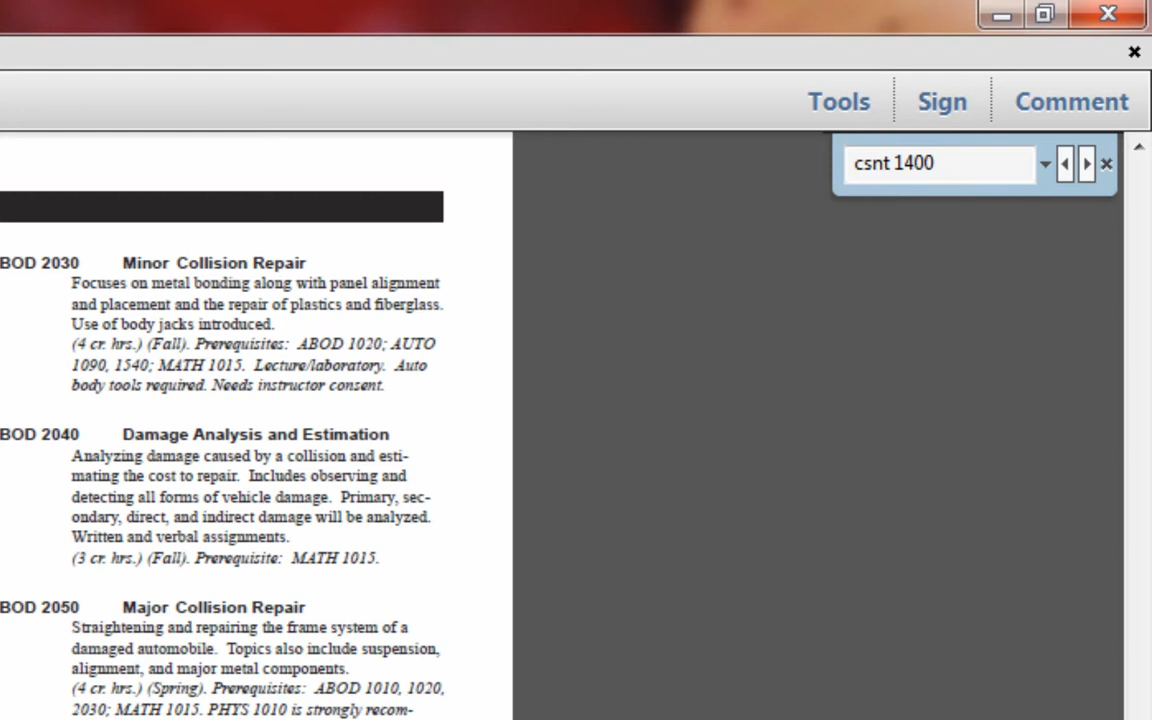 Tools Sign Comment
csnt 1400
BOD 2030 Minor Collision Repair
Focuses on metal bonding along with panel alignment
and placement and the repair of plastics and fiberglass.
Use of body jacks introduced.
(4 cr. hrs.) (Fall). Prerequisites: ABOD 1020; AUTO
1090, 1540; MATH 1015. Lecture/laboratory. Auto
body tools required. Needs instructor consent.
BOD 2040 Damage Analysis and Estimation
Analyzing damage caused by a collision and esti-
mating the cost to repair. Includes observing and
detecting all forms of vehicle damage. Primary, sec-
ondary, direct, and indirect damage will be analyzed.
Written and verbal assignments.
(3 cr. hrs.) (Fall). Prerequisite: MATH 1015.
BOD 2050 Major Collision Repair
Straightening and repairing the frame system of a
damaged automobile. Topics also include suspension,
alignment, and major metal components.
(4 cr. hrs.) (Spring). Prerequisites: ABOD 1010, 1020,
2030; MATH 1015. PHYS 1010 is strongly recom-